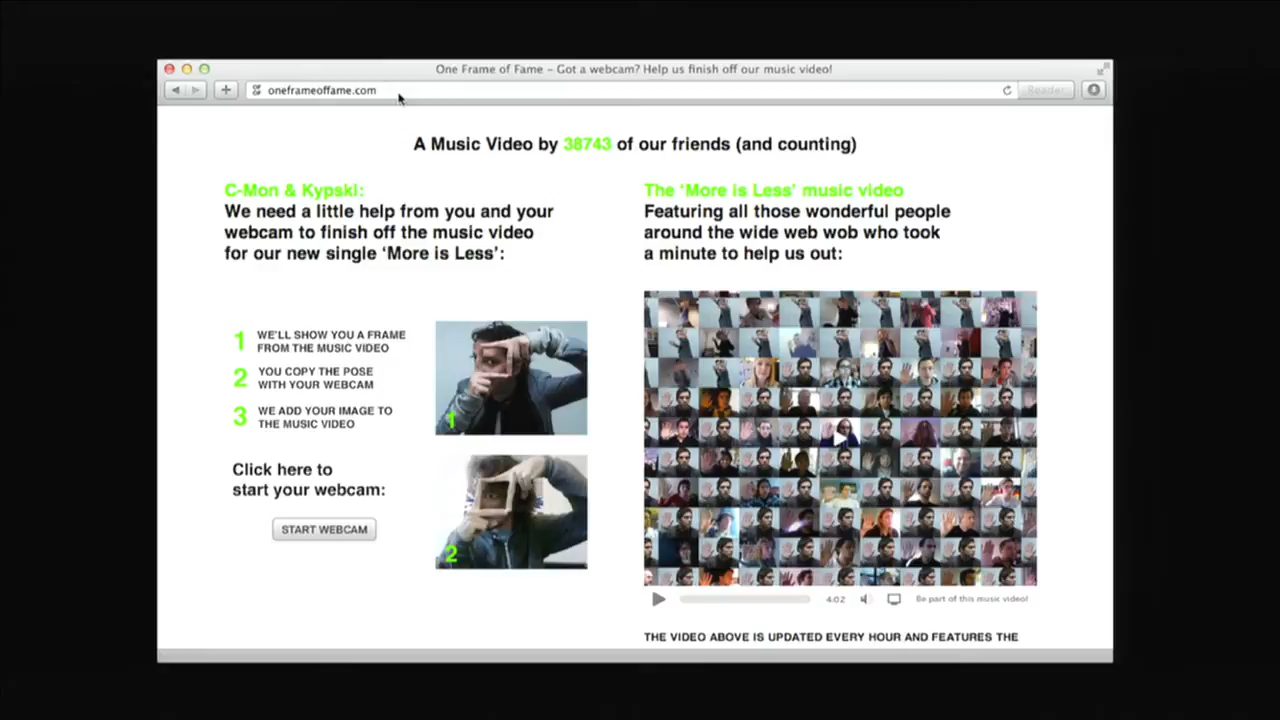 One Frame of Fame – Got a webcam? Help us finish off our music video!
oneframeoffame.com
Reader
A Music Video by 38743 of our friends (and counting)
C-Mon & Kypski:
We need a little help from you and your
webcam to finish off the music video
for our new single ‘More is Less’:
1 WE'LL SHOW YOU A FRAME
FROM THE MUSIC VIDEO
2 YOU COPY THE POSE
WITH YOUR WEBCAM
3 WE ADD YOUR IMAGE TO
THE MUSIC VIDEO
1
Click here to
start your webcam:
START WEBCAM
2
The ‘More is Less’ music video
Featuring all those wonderful people
around the wide web wob who took
a minute to help us out:
4:02
Be part of this music video!
THE VIDEO ABOVE IS UPDATED EVERY HOUR AND FEATURES THE